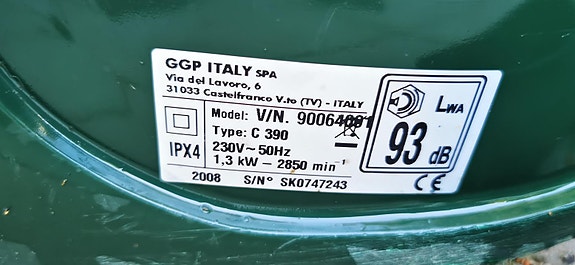 GGP ITALY SPA
Via del Lavoro, 6
31033 Castelfranco V.to (TV) - ITALY
Model: V/N.
Type: C 390
IPX4
230V~50Hz
1,3 kW - 2850 min⁻¹
2008 S/N° SK0747243
LWA
93 dB
CE